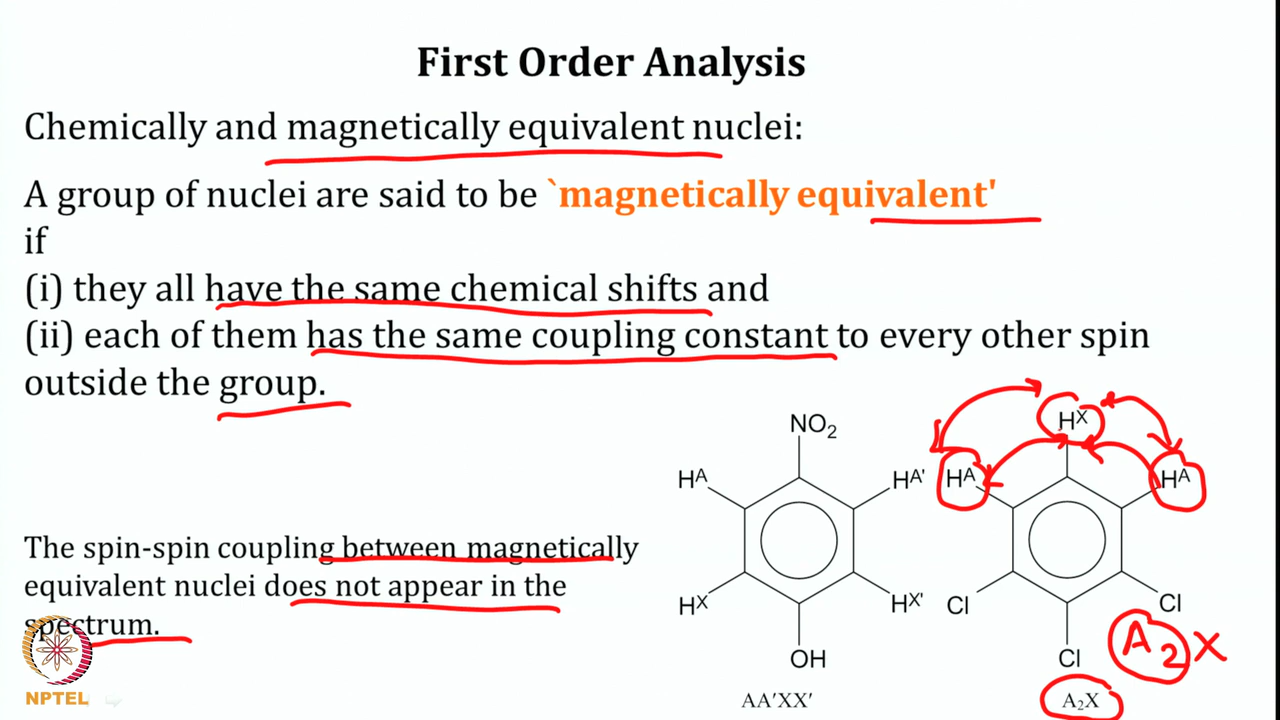 First Order Analysis
Chemically and magnetically equivalent nuclei:
A group of nuclei are said to be `magnetically equivalent'
if
(i) they all have the same chemical shifts and
(ii) each of them has the same coupling constant to every other spin
outside the group.
NO2
HA
HA'
HX
HX'
OH
AA'XX'
HX
HA
HA
Cl
Cl
Cl
A2X
A2X
The spin-spin coupling between magnetically
equivalent nuclei does not appear in the
spectrum.
NPTEL